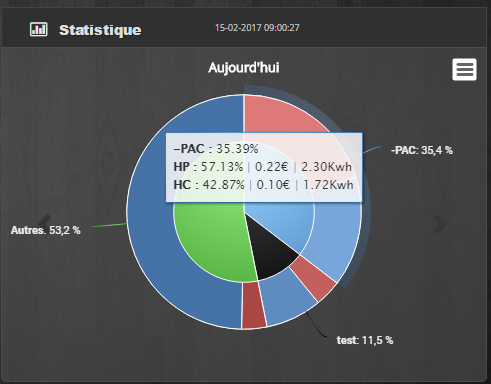 Statistique
15-02-2017 09:00:27
Aujourd'hui
-PAC : 35.39%
HP : 57.13% | 0.22€ | 2.30Kwh
HC : 42.87% | 0.10€ | 1.72Kwh
-PAC: 35,4 %
Autres. 53,2 %
test: 11,5 %